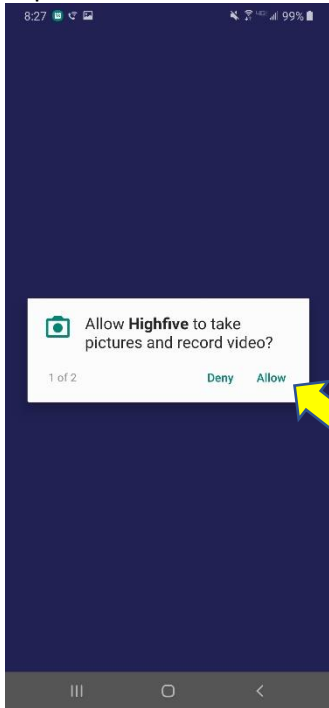 8:27 99%
Allow Highfive to take
pictures and record video?
1 of 2 Deny Allow